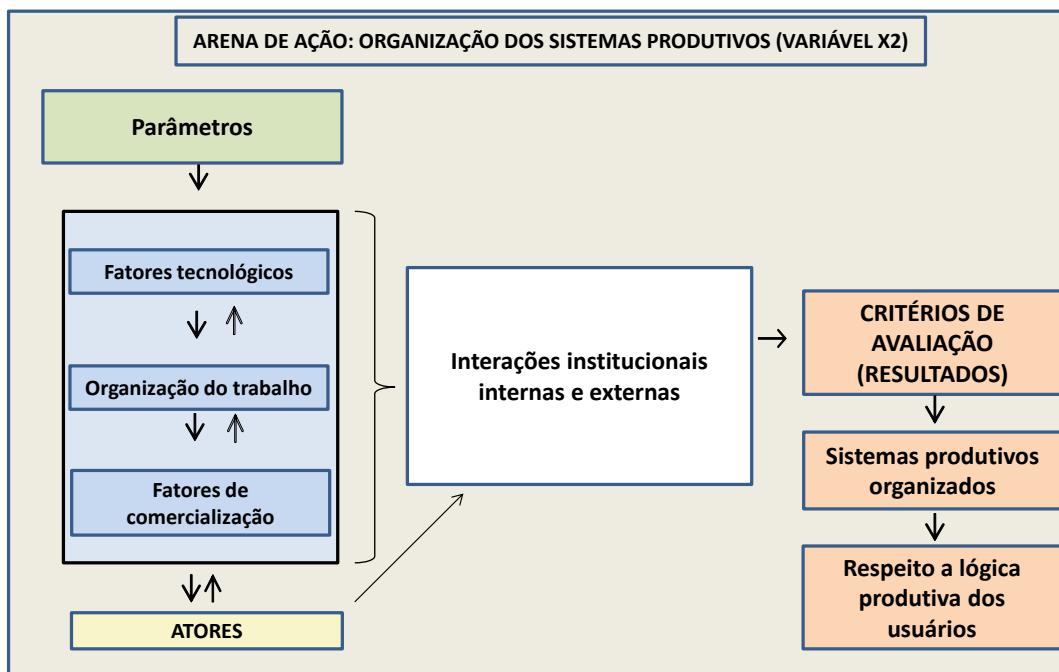 ARENA DE AÇÃO: ORGANIZAÇÃO DOS SISTEMAS PRODUTIVOS (VARIÁVEL X2)
Parâmetros
Fatores tecnológicos
Organização do trabalho
Fatores de
comercialização
ATORES
Interações institucionais
internas e externas
CRITÉRIOS DE
AVALIAÇÃO
(RESULTADOS)
Sistemas produtivos
organizados
Respeito a lógica
produtiva dos
usuários